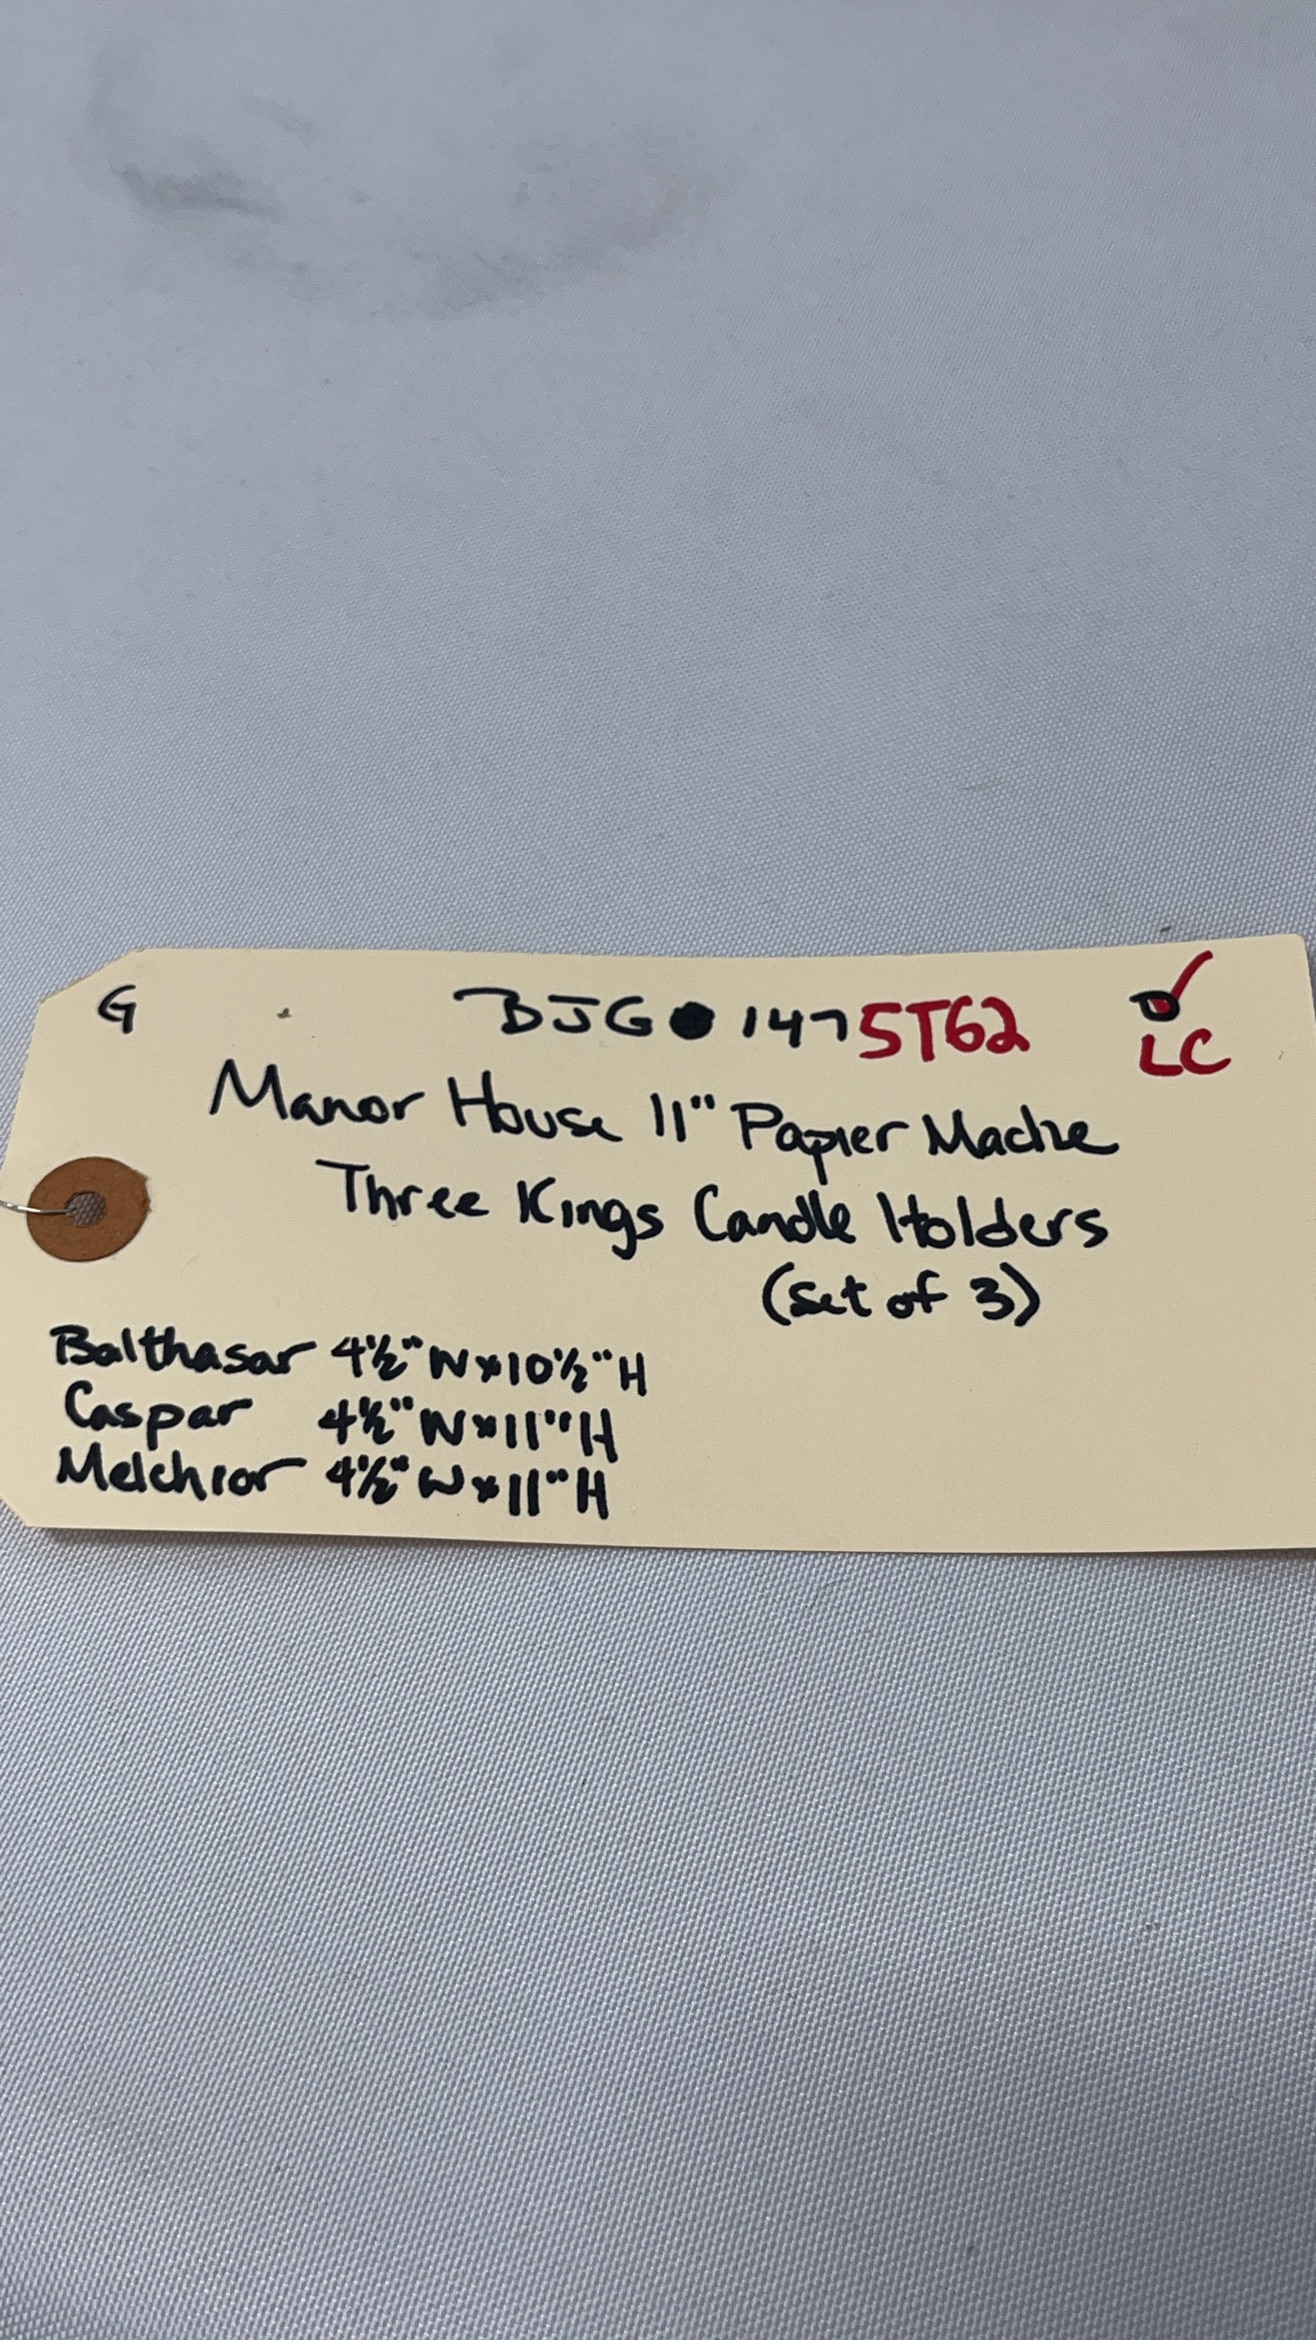 G BJG ● 1475T62 D ✓
LC
Manor House 11" Papier Mache
Three Kings Candle Holders
(set of 3)
Balthasar 4½" W x 10½" H
Caspar 4½" W x 11" H
Melchior 4½" W x 11" H